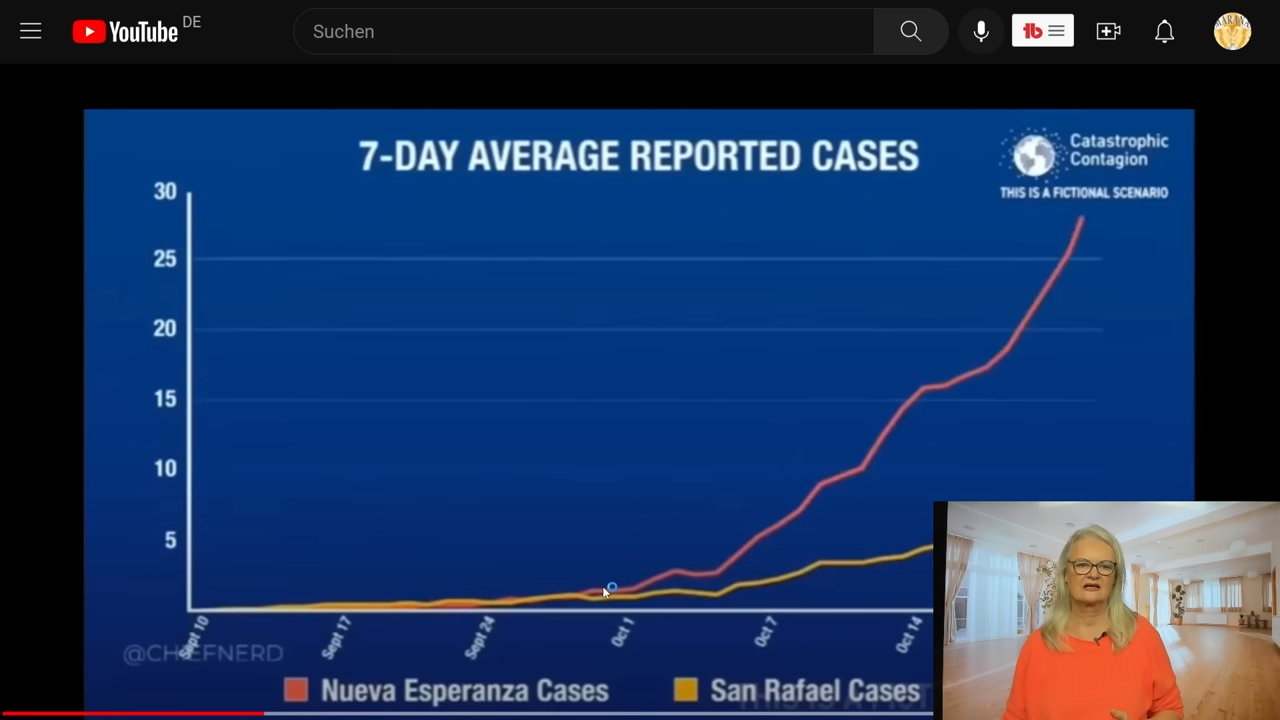 YouTube DE
Suchen
7-DAY AVERAGE REPORTED CASES
Catastrophic
Contagion
THIS IS A FICTIONAL SCENARIO
30
25
20
15
10
5
Sept 10
Sept 17
Sept 24
Oct 1
Oct 7
Oct 14
@CHIEFNERD
Nueva Esperanza Cases
San Rafael Cases